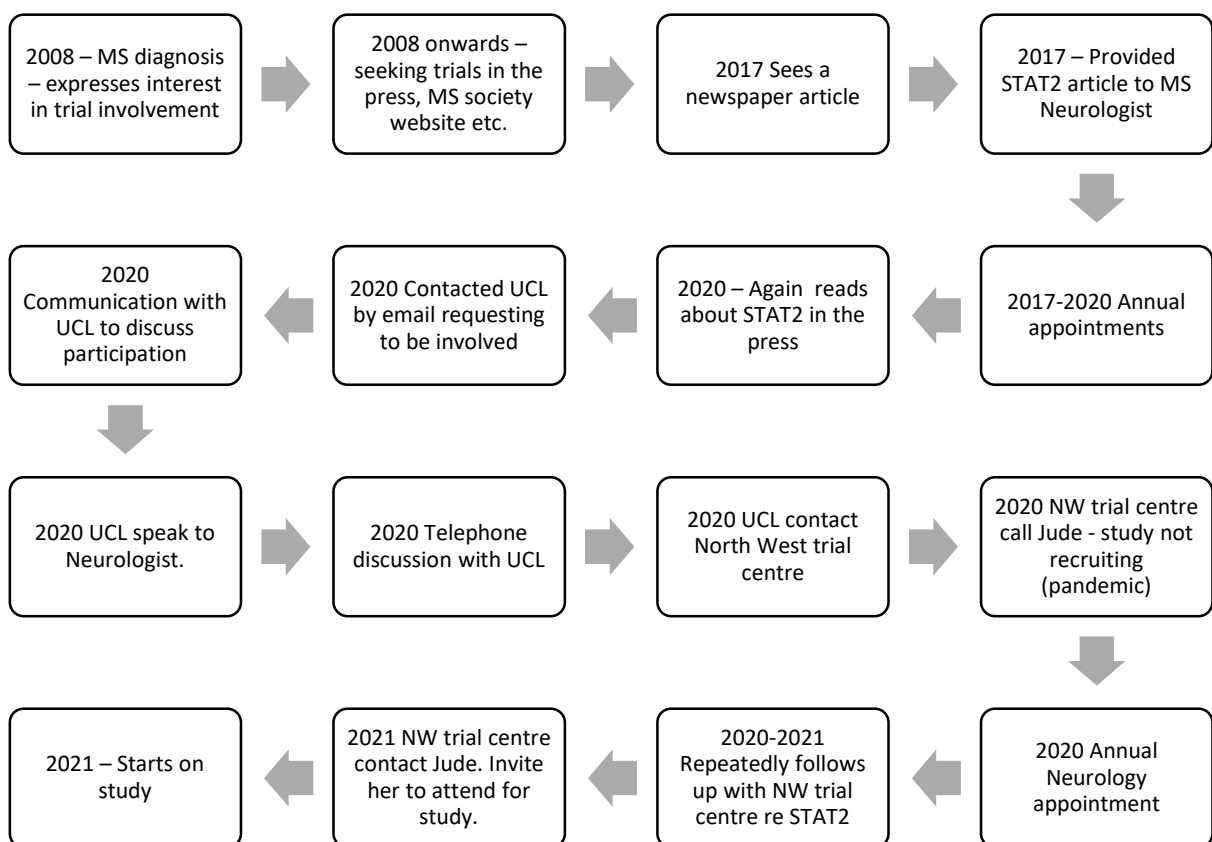 2008 – MS diagnosis
– expresses interest
in trial involvement
2008 onwards –
seeking trials in the
press, MS society
website etc.
2017 Sees a
newspaper article
2017 – Provided
STAT2 article to MS
Neurologist
2017-2020 Annual
appointments
2020 – Again  reads
about STAT2 in the
press
2020 Contacted UCL
by email requesting
to be involved
2020
Communication with
UCL to discuss
participation
2020 UCL speak to
Neurologist.
2020 Telephone
discussion with UCL
2020 UCL contact
North West trial
centre
2020 NW trial centre
call Jude - study not
recruiting
(pandemic)
2020 Annual
Neurology
appointment
2020-2021
Repeatedly follows
up with NW trial
centre re STAT2
2021 NW trial centre
contact Jude. Invite
her to attend for
study.
2021 – Starts on
study